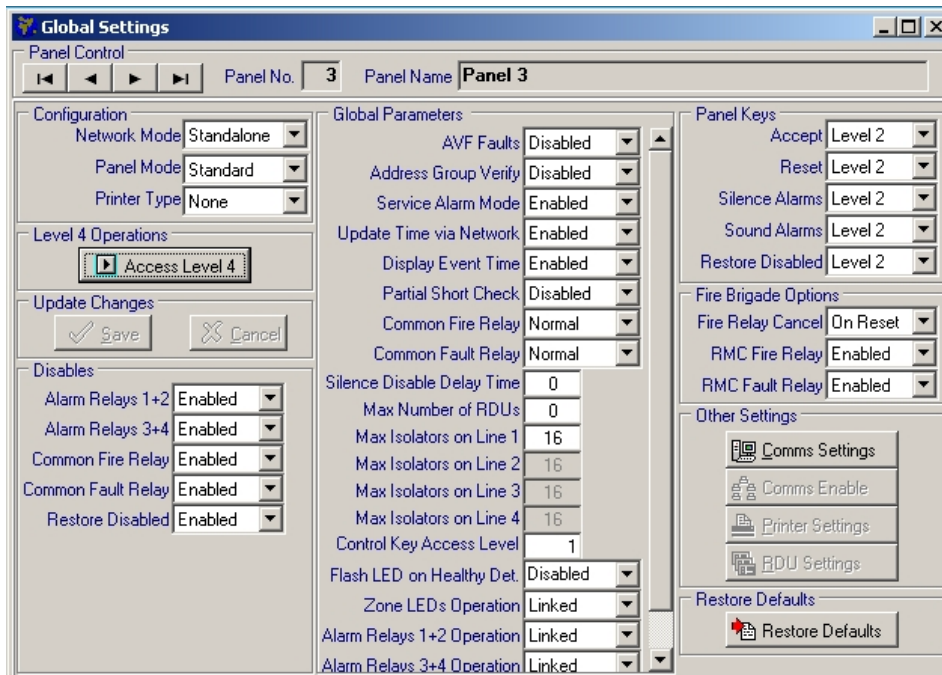 Global Settings
Panel Control
Panel No. 3 Panel Name Panel 3
Configuration
Network Mode Standalone
Panel Mode Standard
Printer Type None
Level 4 Operations
Access Level 4
Update Changes
Save Cancel
Disables
Alarm Relays 1+2 Enabled
Alarm Relays 3+4 Enabled
Common Fire Relay Enabled
Common Fault Relay Enabled
Restore Disabled Enabled
Global Parameters
AVF Faults Disabled
Address Group Verify Disabled
Service Alarm Mode Enabled
Update Time via Network Enabled
Display Event Time Enabled
Partial Short Check Disabled
Common Fire Relay Normal
Common Fault Relay Normal
Silence Disable Delay Time 0
Max Number of RDUs 0
Max Isolators on Line 1 16
Max Isolators on Line 2 16
Max Isolators on Line 3 16
Max Isolators on Line 4 16
Control Key Access Level 1
Flash LED on Healthy Det. Disabled
Zone LEDs Operation Linked
Alarm Relays 1+2 Operation Linked
Alarm Relays 3+4 Operation Linked
Panel Keys
Accept Level 2
Reset Level 2
Silence Alarms Level 2
Sound Alarms Level 2
Restore Disabled Level 2
Fire Brigade Options
Fire Relay Cancel On Reset
RMC Fire Relay Enabled
RMC Fault Relay Enabled
Other Settings
Comms Settings
Comms Enable
Printer Settings
RDU Settings
Restore Defaults
Restore Defaults